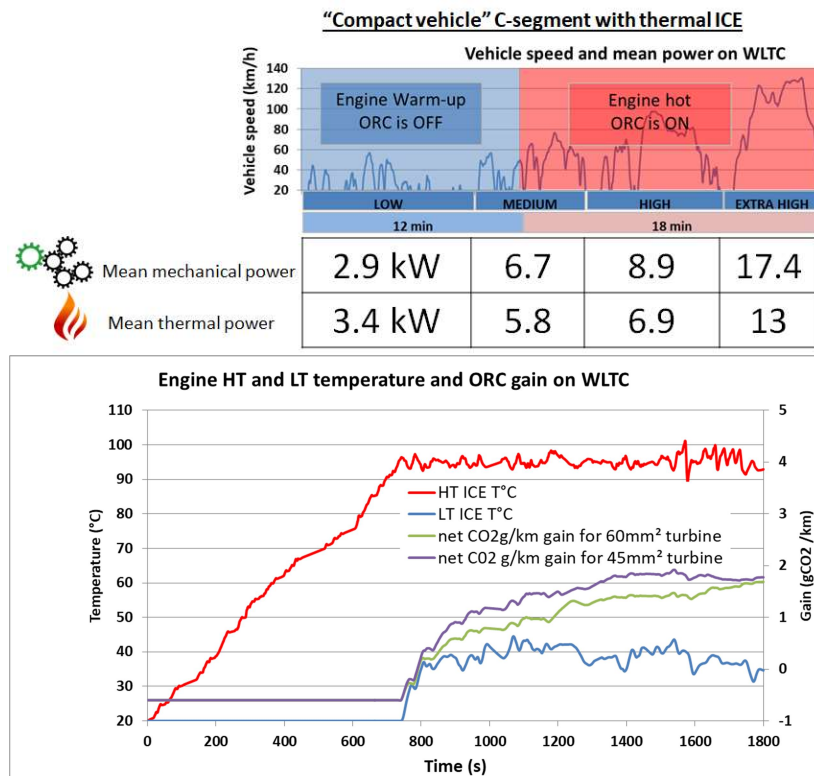 “Compact vehicle” C-segment with thermal ICE
Vehicle speed and mean power on WLTC
Vehicle speed (km/h)
140
120
100
80
60
40
20
Engine Warm-up
ORC is OFF
Engine hot
ORC is ON
LOW MEDIUM HIGH EXTRA HIGH
12 min 18 min
Mean mechanical power 2.9 kW 6.7 8.9 17.4
Mean thermal power 3.4 kW 5.8 6.9 13
Engine HT and LT temperature and ORC gain on WLTC
Temperature (°C)
110
100
90
80
70
60
50
40
30
20
HT ICE T°C
LT ICE T°C
net CO2g/km gain for 60mm² turbine
net C02 g/km gain for 45mm² turbine
5
4
3
2
1
0
-1
Gain (gCO2 /km)
0 200 400 600 800 1000 1200 1400 1600 1800
Time (s)